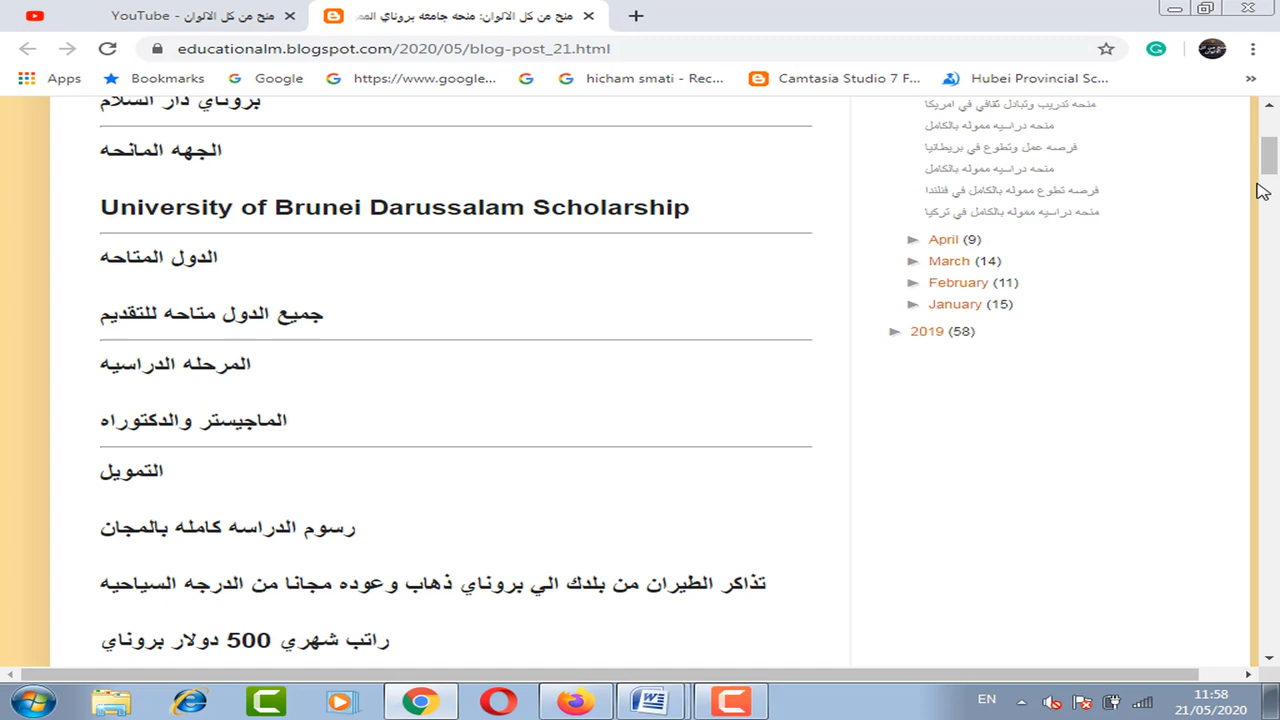 منح من كل الالوان - YouTube
منح من كل الالوان: منحه جامعه بروناي
educationalm.blogspot.com/2020/05/blog-post_21.html
Apps
Bookmarks
Google
https://www.google...
hicham smati - Rec...
Camtasia Studio 7 F...
Hubei Provincial Sc...
»
بروناي دار السلام
الجهه المانحه
University of Brunei Darussalam Scholarship
الدول المتاحه
جميع الدول متاحه للتقديم
المرحله الدراسيه
الماجيستر والدكتوراه
التمويل
رسوم الدراسه كامله بالمجان
تذاكر الطيران من بلدك الي بروناي ذهاب وعوده مجانا من الدرجه السياحيه
راتب شهري 500 دولار بروناي
منحه تدريب وتبادل ثقافي في امريكا
منحه دراسيه مموله بالكامل
فرصه عمل وتطوع في بريطانيا
منحه دراسيه مموله بالكامل
فرصه تطوع مموله بالكامل في فنلندا
منحه دراسيه مموله بالكامل في تركيا
► April (9)
► March (14)
► February (11)
► January (15)
► 2019 (58)
EN
11:58
21/05/2020